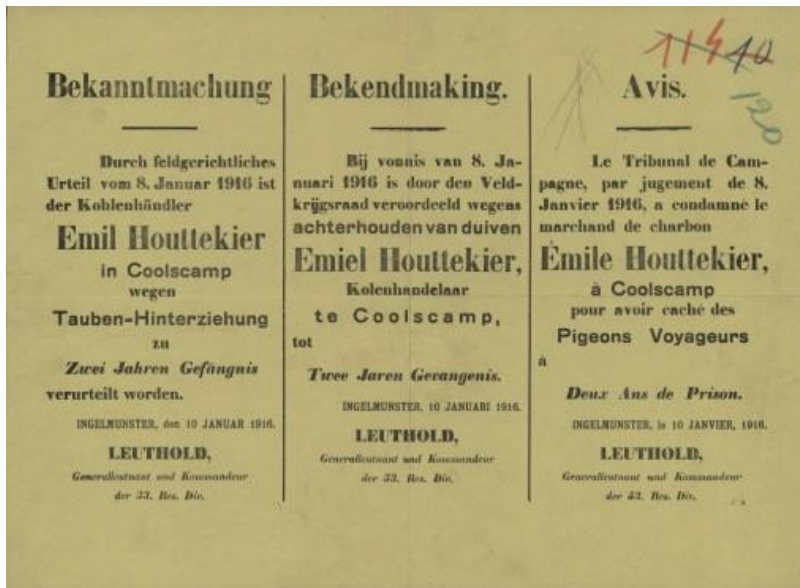 Bekanntmachung
Durch feldgerichtliches
Urteil vom 8. Januar 1916 ist
der Kohlenhändler
Emil Houttekier
in Coolscamp
wegen
Tauben-Hinterziehung
zu
Zwei Jahren Gefängnis
verurteilt worden.
INGELMUNSTER, den 10 JANUAR 1916.
LEUTHOLD,
Generalleutnant und Kommandeur
der 53. Res. Div.
Bekendmaking.
Bij vonnis van 8. Ja-
nuari 1916 is door den Veld-
krijgsraad veroordeeld wegens
achterhouden van duiven
Emiel Houttekier,
Kolenhandelaar
te Coolscamp,
tot
Twee Jaren Gevangenis.
INGELMUNSTER, 10 JANUARI 1916.
LEUTHOLD,
Generalleutnant und Kommandeur
der 53. Res. Div.
Avis.
Le Tribunal de Cam-
pagne, par jugement de 8.
Janvier 1916, a condamné le
marchand de charbon
Émile Houttekier,
à Coolscamp
pour avoir caché des
Pigeons Voyageurs
à
Deux Ans de Prison.
INGELMUNSTER, le 10 JANVIER, 1916.
LEUTHOLD,
Generalleutnant und Kommandeur
der 53. Res. Div.
120